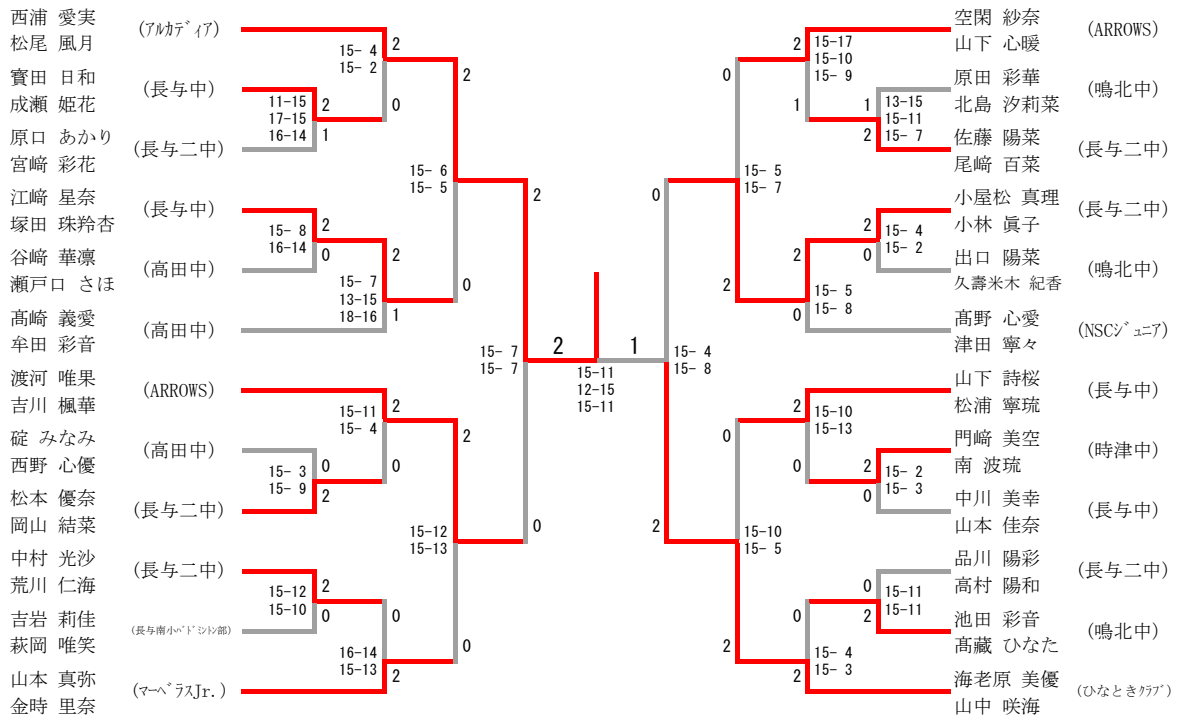 西浦 愛実
松尾 風月
(アルカディア)
寳田 日和
成瀬 姫花
(長与中)
原口 あかり
宮﨑 彩花
(長与二中)
江﨑 星奈
塚田 珠羚杏
(長与中)
谷﨑 華凛
瀬戸口 さほ
(高田中)
髙崎 義愛
牟田 彩音
(高田中)
渡河 唯果
吉川 楓華
(ARROWS)
碇 みなみ
西野 心優
(高田中)
松本 優奈
岡山 結菜
(長与二中)
中村 光沙
荒川 仁海
(長与二中)
吉岩 莉佳
萩岡 唯笑
(長与南小バドミントン部)
山本 真弥
金時 里奈
(マーベラスJr.)
11-15
17-15
16-14
2
1
15- 8
16-14
2
0
15- 3
15- 9
0
2
15-12
15-10
2
0
15- 4
15- 2
2
0
15- 7
13-15
18-16
2
1
15-11
15- 4
2
0
16-14
15-13
0
2
15- 6
15- 5
2
0
15-12
15-13
2
0
15- 7
15- 7
2
0
2
1
15-11
12-15
15-11
15- 4
15- 8
0
2
15- 5
15- 7
0
2
15-10
15- 5
0
2
15-17
15-10
15- 9
2
1
15- 5
15- 8
2
0
15-10
15-13
2
0
15- 4
15- 3
0
2
13-15
15-11
15- 7
1
2
15- 4
15- 2
2
0
15- 2
15- 3
2
0
15-11
15-11
0
2
空閑 紗奈
山下 心暖
(ARROWS)
原田 彩華
北島 汐莉菜
(鳴北中)
佐藤 陽菜
尾﨑 百菜
(長与二中)
小屋松 真理
小林 眞子
(長与二中)
出口 陽菜
久壽米木 紀香
(鳴北中)
髙野 心愛
津田 寧々
(NSCジュニア)
山下 詩桜
松浦 寧琉
(長与中)
門﨑 美空
南 波琉
(時津中)
中川 美幸
山本 佳奈
(長与中)
品川 陽彩
高村 陽和
(長与二中)
池田 彩音
髙藏 ひなた
(鳴北中)
海老原 美優
山中 咲海
(ひなときクラブ)